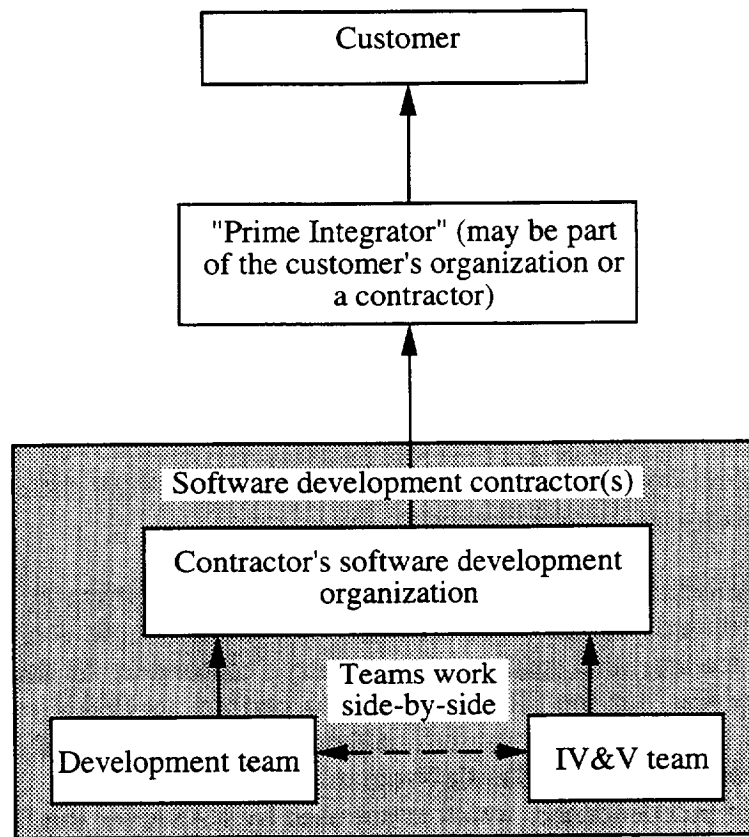 Customer
"Prime Integrator" (may be part
of the customer's organization or
a contractor)
Software development contractor(s)
Contractor's software development
organization
Teams work
side-by-side
Development team
IV&V team